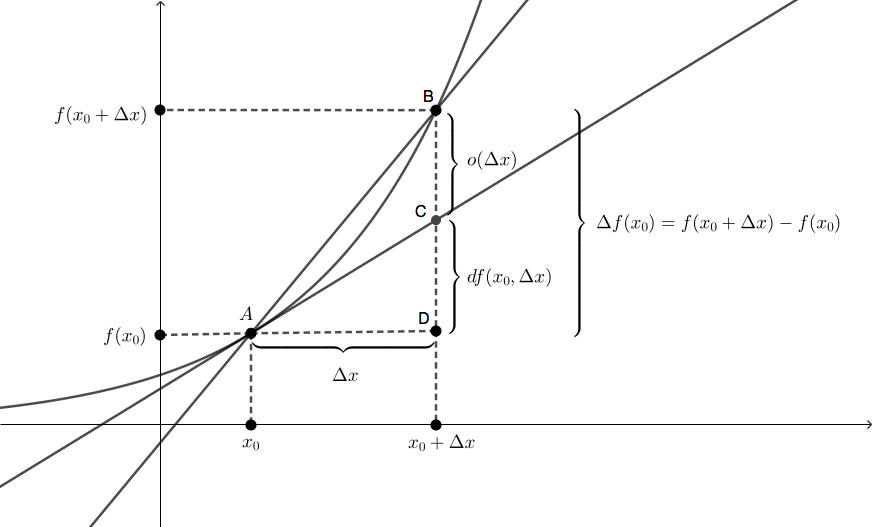 B
f(x₀ + Δx)
o(Δx)
C
Δf(x₀) = f(x₀ + Δx) − f(x₀)
df(x₀, Δx)
A
D
f(x₀)
Δx
x₀
x₀ + Δx